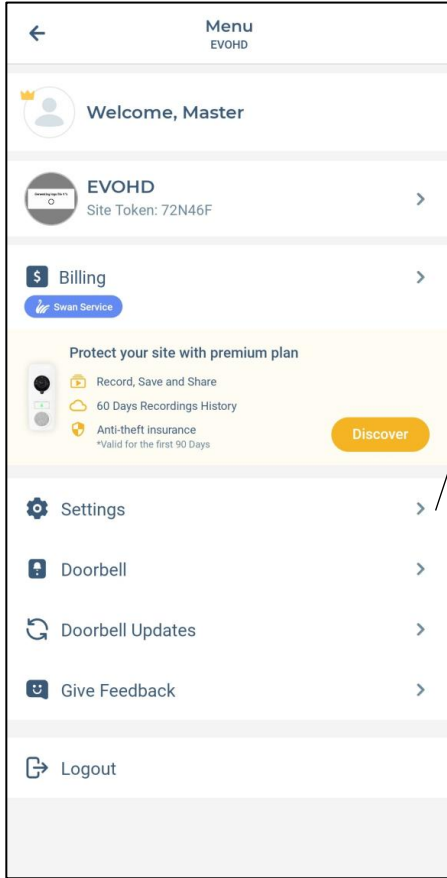 Menu
EVOHD
Welcome, Master
EVOHD
Site Token: 72N46F
Billing
Swan Service
Protect your site with premium plan
Record, Save and Share
60 Days Recordings History
Anti-theft insurance
*Valid for the first 90 Days
Discover
Settings
Doorbell
Doorbell Updates
Give Feedback
Logout